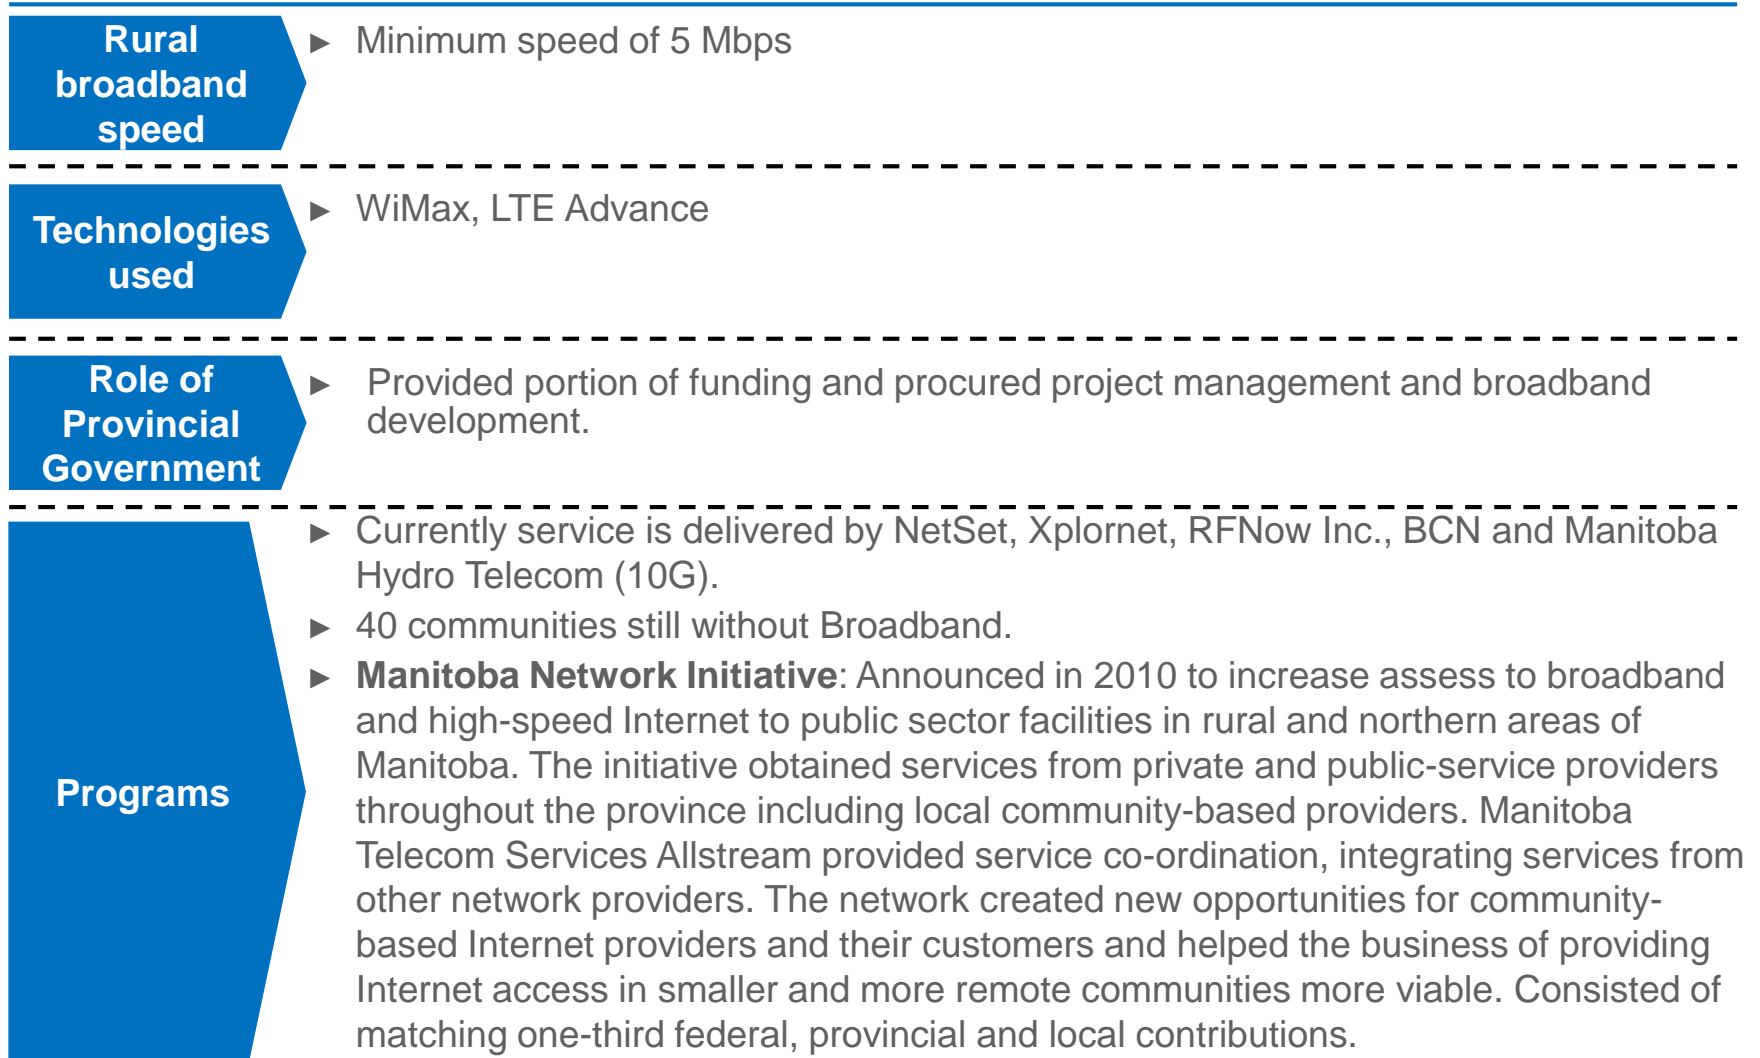 Rural
broadband
speed
► Minimum speed of 5 Mbps
Technologies
used
► WiMax, LTE Advance
Role of
Provincial
Government
► Provided portion of funding and procured project management and broadband
development.
Programs
► Currently service is delivered by NetSet, Xplornet, RFNow Inc., BCN and Manitoba
Hydro Telecom (10G).
► 40 communities still without Broadband.
► Manitoba Network Initiative: Announced in 2010 to increase assess to broadband
and high-speed Internet to public sector facilities in rural and northern areas of
Manitoba. The initiative obtained services from private and public-service providers
throughout the province including local community-based providers. Manitoba
Telecom Services Allstream provided service co-ordination, integrating services from
other network providers. The network created new opportunities for community-
based Internet providers and their customers and helped the business of providing
Internet access in smaller and more remote communities more viable. Consisted of
matching one-third federal, provincial and local contributions.